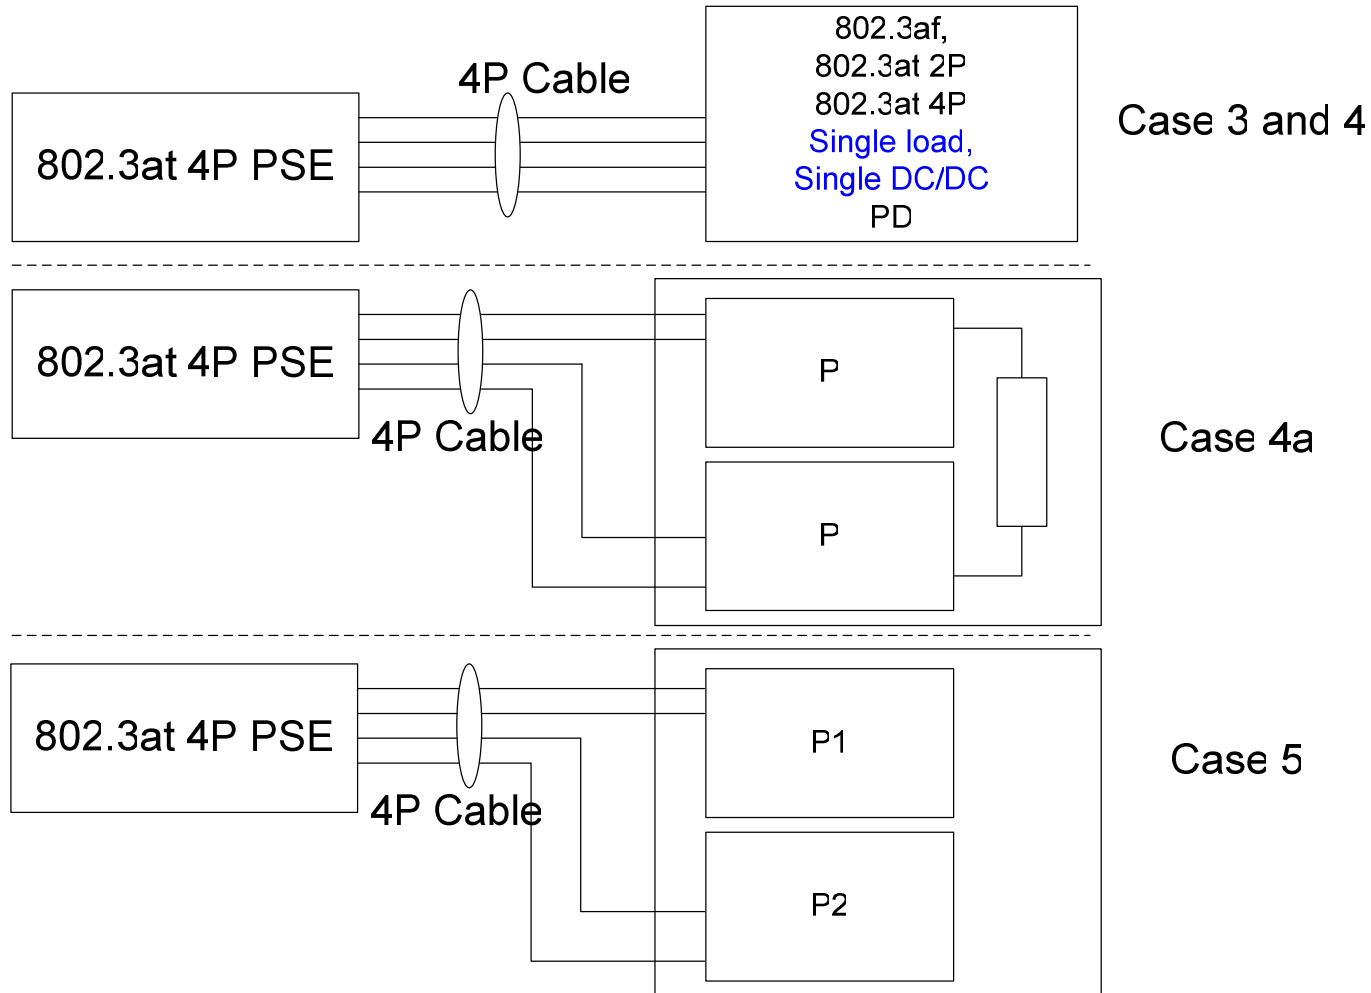 4P Cable
802.3at 4P PSE
802.3af,
802.3at 2P
802.3at 4P
Single load,
Single DC/DC
PD
Case 3 and 4
802.3at 4P PSE
4P Cable
P
P
Case 4a
802.3at 4P PSE
4P Cable
P1
P2
Case 5